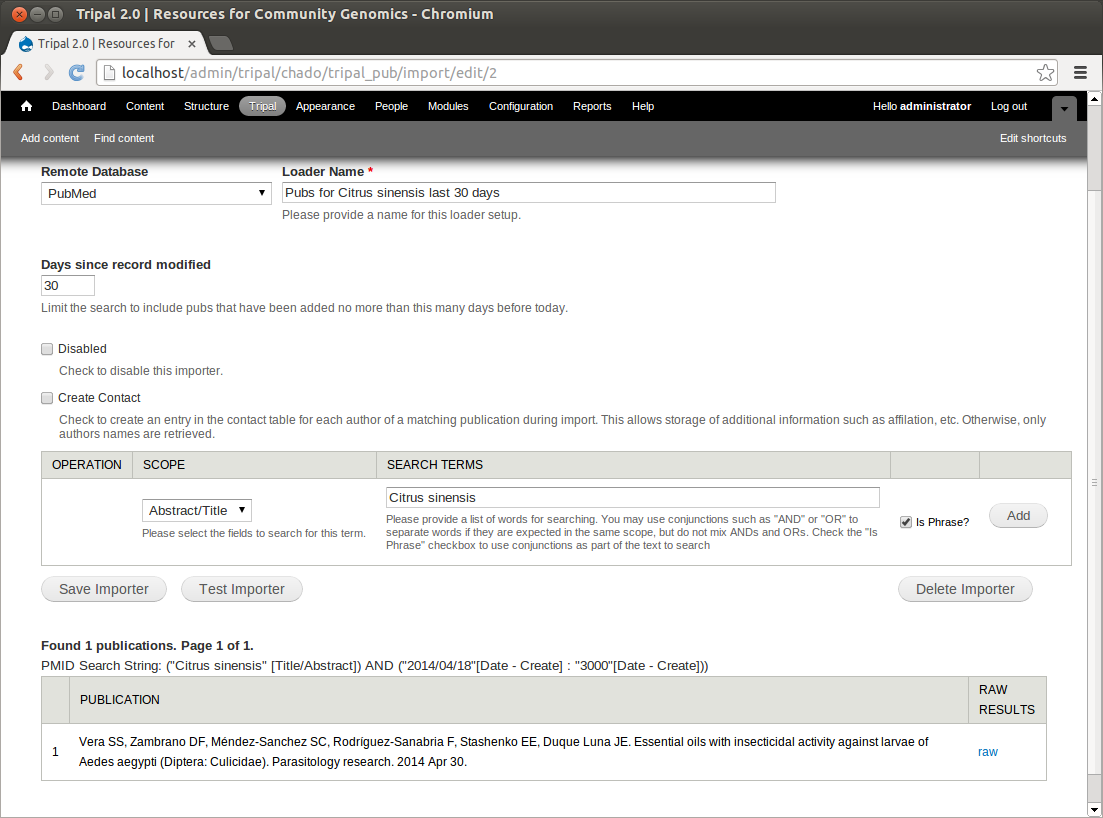 Tripal 2.0 | Resources for Community Genomics - Chromium
Tripal 2.0 | Resources for
localhost/admin/tripal/chado/tripal_pub/import/edit/2
Dashboard Content Structure Tripal Appearance People Modules Configuration Reports Help Hello administrator Log out
Add content Find content Edit shortcuts
Remote Database Loader Name *
PubMed Pubs for Citrus sinensis last 30 days
Please provide a name for this loader setup.
Days since record modified
30
Limit the search to include pubs that have been added no more than this many days before today.
Disabled
Check to disable this importer.
Create Contact
Check to create an entry in the contact table for each author of a matching publication during import. This allows storage of additional information such as affilation, etc. Otherwise, only
authors names are retrieved.
OPERATION SCOPE SEARCH TERMS
Abstract/Title
Please select the fields to search for this term.
Citrus sinensis
Please provide a list of words for searching. You may use conjunctions such as "AND" or "OR" to
separate words if they are expected in the same scope, but do not mix ANDs and ORs. Check the "Is
Phrase" checkbox to use conjunctions as part of the text to search
Is Phrase?
Add
Save Importer Test Importer Delete Importer
Found 1 publications. Page 1 of 1.
PMID Search String: ("Citrus sinensis" [Title/Abstract]) AND ("2014/04/18"[Date - Create] : "3000"[Date - Create]))
PUBLICATION
RAW
RESULTS
1
Vera SS, Zambrano DF, Méndez-Sanchez SC, Rodríguez-Sanabria F, Stashenko EE, Duque Luna JE. Essential oils with insecticidal activity against larvae of
Aedes aegypti (Diptera: Culicidae). Parasitology research. 2014 Apr 30.
raw